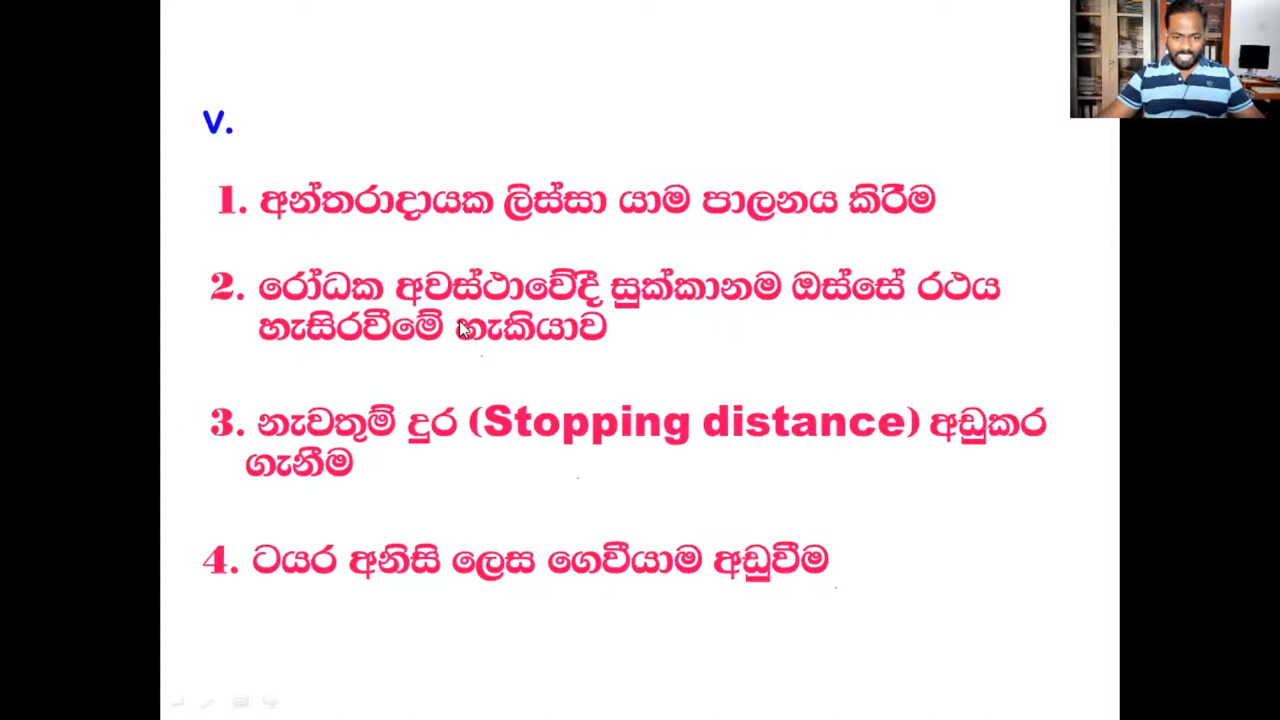 V.
1. අන්තරාදායක ලිස්සා යාම පාලනය කිරීම
2. රෝධක අවස්ථාවේදී සුක්කානම ඔස්සේ රථය
හැසිරවීමේ හැකියාව
3. නැවතුම් දුර (Stopping distance) අඩුකර
ගැනීම
4. ටයර අනිසි ලෙස ගෙවීයාම අඩුවීම